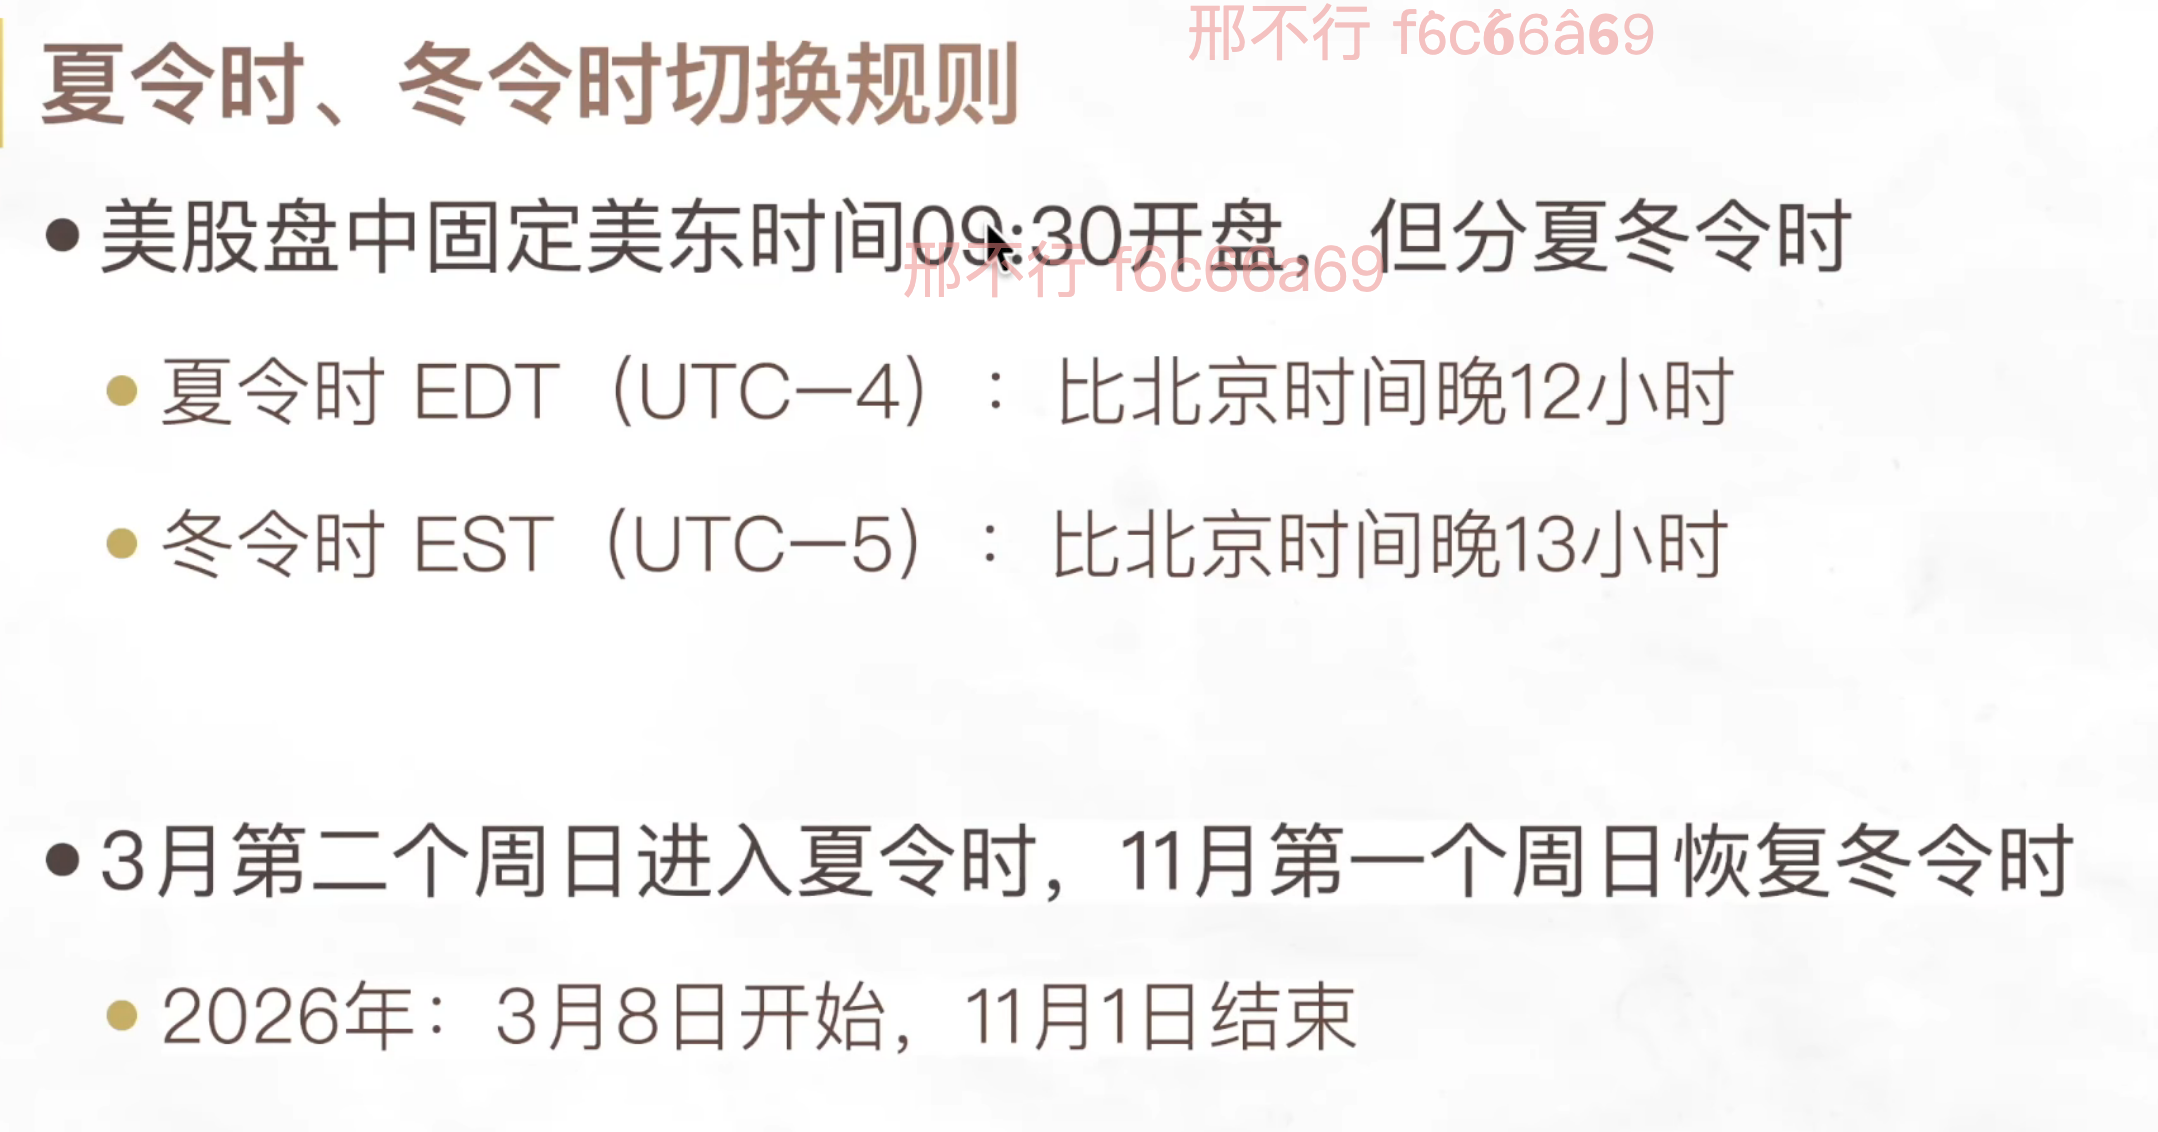 邢不行 f6c66a69
夏令时、冬令时切换规则
美股盘中固定美东时间09:30开盘，但分夏冬令时
邢不行 f6c66a69
夏令时 EDT（UTC−4）：比北京时间晚12小时
冬令时 EST（UTC−5）：比北京时间晚13小时
3月第二个周日进入夏令时，11月第一个周日恢复冬令时
2026年：3月8日开始，11月1日结束